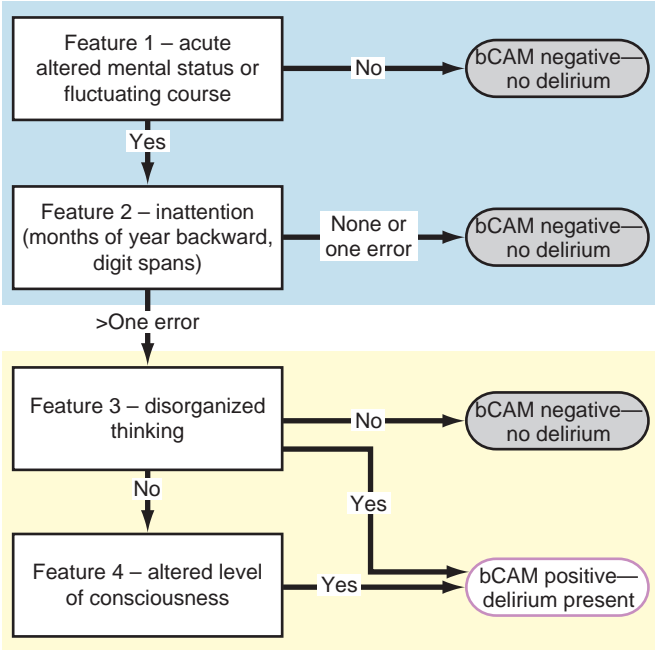 Feature 1 – acute
altered mental status or
fluctuating course
No
bCAM negative—
no delirium
Yes
Feature 2 – inattention
(months of year backward,
digit spans)
None or
one error
bCAM negative—
no delirium
>One error
Feature 3 – disorganized
thinking
No
bCAM negative—
no delirium
Yes
No
Feature 4 – altered level
of consciousness
Yes
bCAM positive—
delirium present